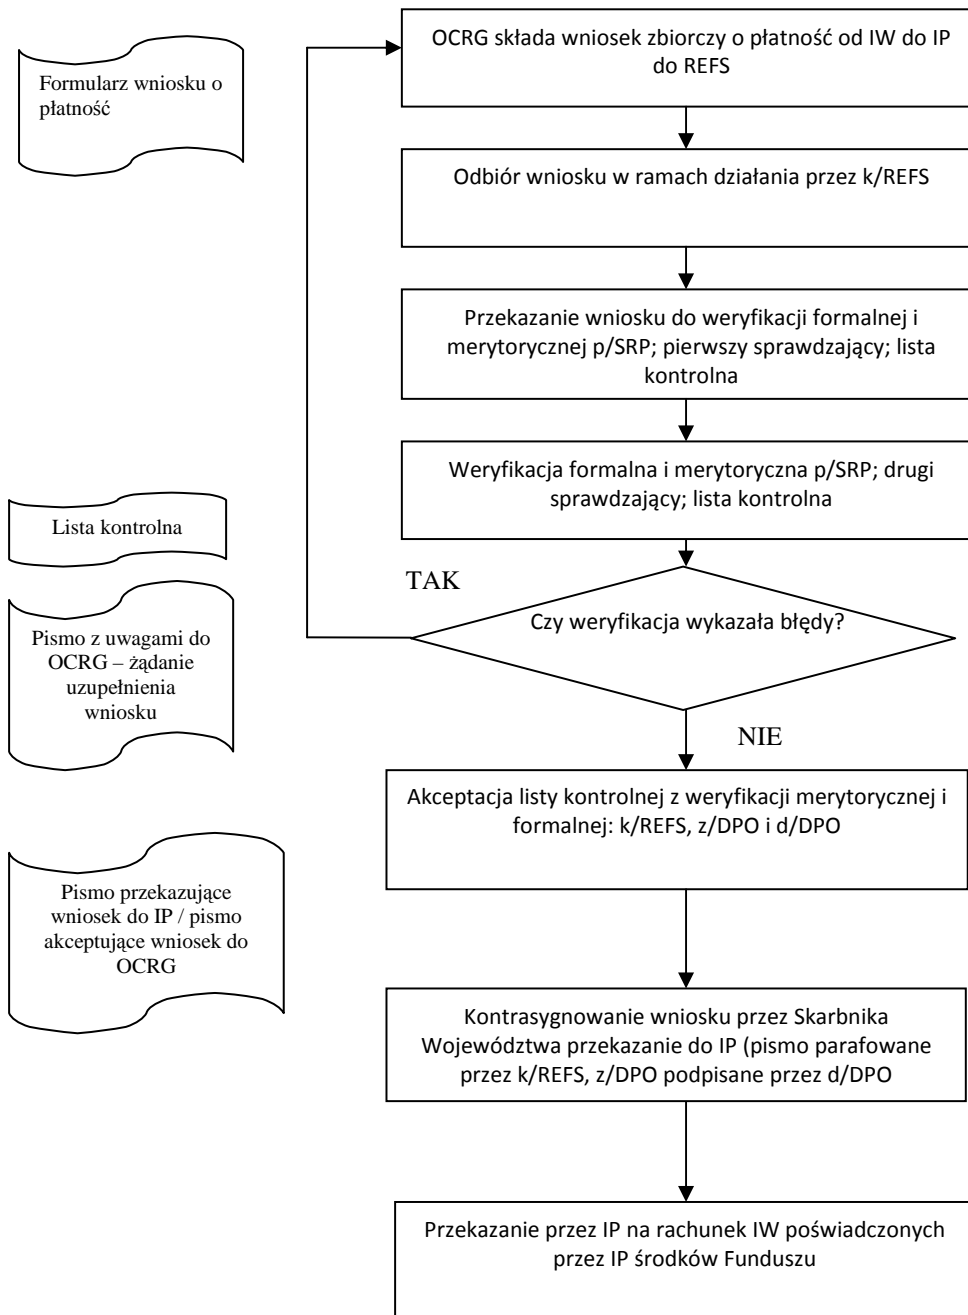 OCRG składa wniosek zbiorczy o płatność od IW do IP
do REFS
Formularz wniosku o
płatność
Odbiór wniosku w ramach działania przez k/REFS
Przekazanie wniosku do weryfikacji formalnej i
merytorycznej p/SRP; pierwszy sprawdzający; lista
kontrolna
Weryfikacja formalna i merytoryczna p/SRP; drugi
sprawdzający; lista kontrolna
Lista kontrolna
TAK
Czy weryfikacja wykazała błędy?
Pismo z uwagami do
OCRG – żądanie
uzupełnienia
wniosku
NIE
Akceptacja listy kontrolnej z weryfikacji merytorycznej i
formalnej: k/REFS, z/DPO i d/DPO
Pismo przekazujące
wniosek do IP / pismo
akceptujące wniosek do
OCRG
Kontrasygnowanie wniosku przez Skarbnika
Województwa przekazanie do IP (pismo parafowane
przez k/REFS, z/DPO podpisane przez d/DPO
Przekazanie przez IP na rachunek IW poświadczonych
przez IP środków Funduszu